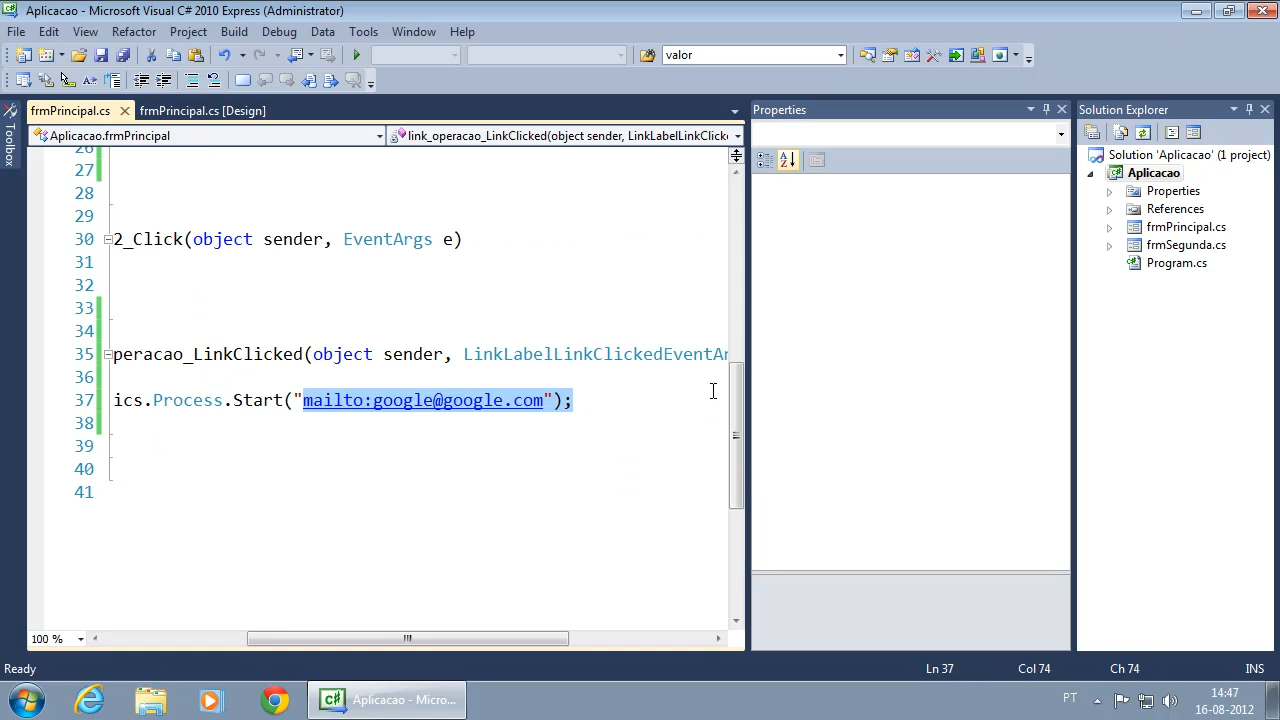 Aplicacao - Microsoft Visual C# 2010 Express (Administrator)
File Edit View Refactor Project Build Debug Data Tools Window Help
valor
frmPrincipal.cs frmPrincipal.cs [Design]
Aplicacao.frmPrincipal
link_operacao_LinkClicked(object sender, LinkLabelLinkClicke
Toolbox
26
27
28
29
30 2_Click(object sender, EventArgs e)
31
32
33
34
35 peracao_LinkClicked(object sender, LinkLabelLinkClickedEventAr
36
37 ics.Process.Start("mailto:google@google.com");
38
39
40
41
100 %
Properties
Solution Explorer
Solution 'Aplicacao' (1 project)
Aplicacao
Properties
References
frmPrincipal.cs
frmSegunda.cs
Program.cs
Ready Ln 37 Col 74 Ch 74 INS
Aplicacao - Micro...
PT
14:47
16-08-2012